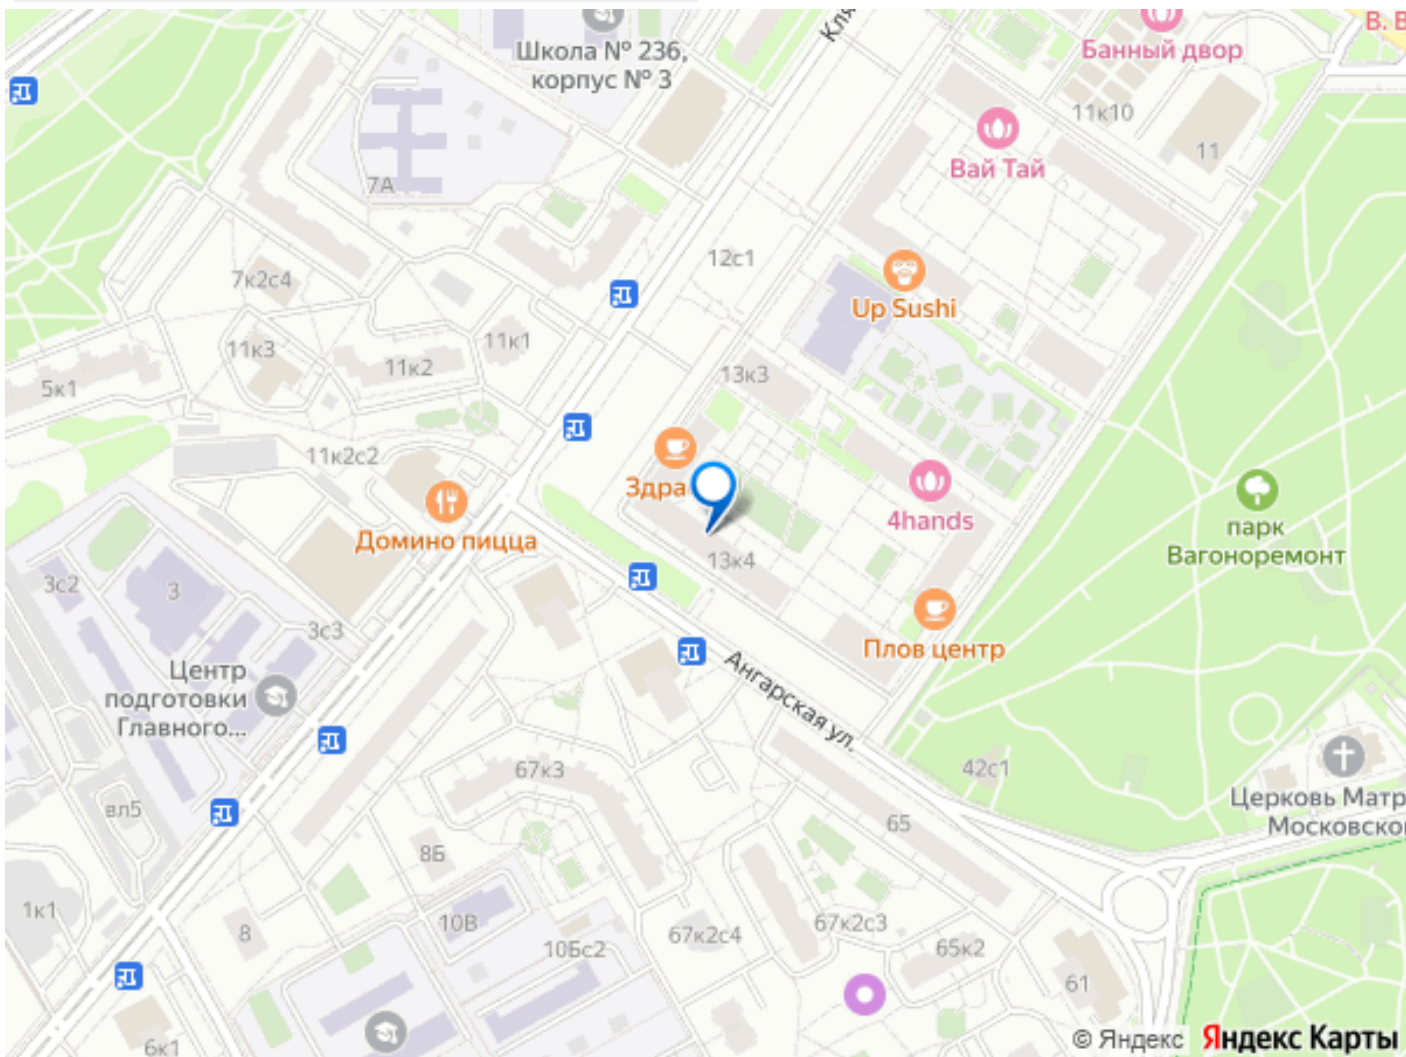 Школа № 236,
корпус № 3
Кля
Банный двор
В. В
11к10
11
Вай Тай
7А
12с1
7к2с4
Up Sushi
11к1
11к3
11к2
5к1
13к3
11к2с2
Здра
4hands
Домино пицца
парк
Вагоноремонт
13к4
3с2
3
3с3
Плов центр
Центр
подготовки
Главного...
Ангарская ул.
67к3
42с1
вл5
Церковь Матр
Московско
65
8Б
1к1
8
10В
10Бс2
67к2с4
67к2с3
65к2
61
6к1
© Яндекс Яндекс Карты